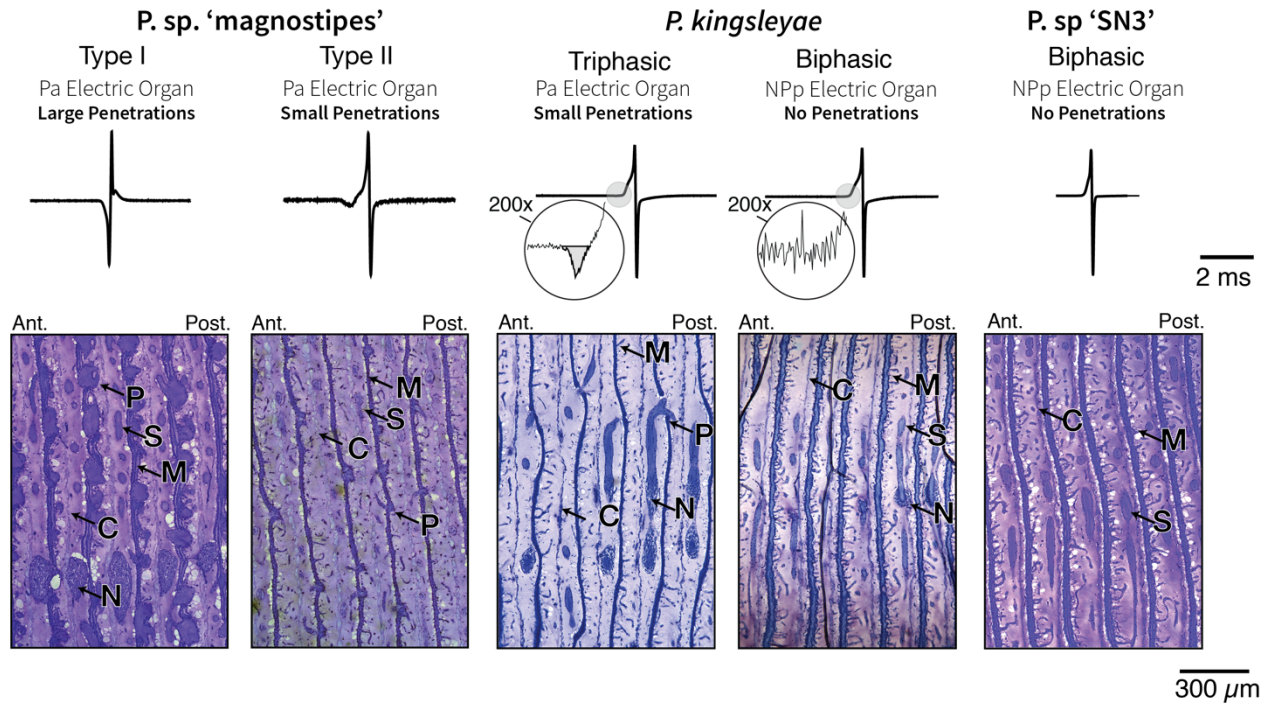 P. sp. ‘magnostipes’
P. kingsleyae
P. sp ‘SN3’
Type I
Pa Electric Organ
Large Penetrations
Type II
Pa Electric Organ
Small Penetrations
Triphasic
Pa Electric Organ
Small Penetrations
Biphasic
NPp Electric Organ
No Penetrations
Biphasic
NPp Electric Organ
No Penetrations
200x
200x
2 ms
Ant. Post.
P
S
M
C
N
Ant. Post.
M
S
C
P
Ant. Post.
M
P
N
C
Ant. Post.
C
M
S
N
Ant. Post.
C
M
S
300 µm